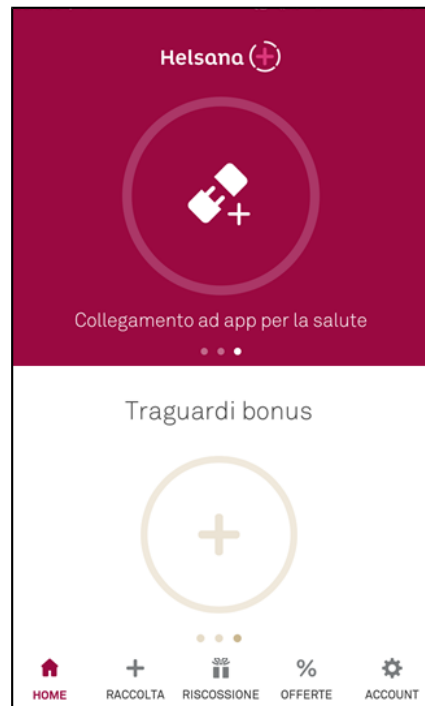 Helsana
Collegamento ad app per la salute
Traguardi bonus
HOME RACCOLTA RISCOSSIONE OFFERTE ACCOUNT